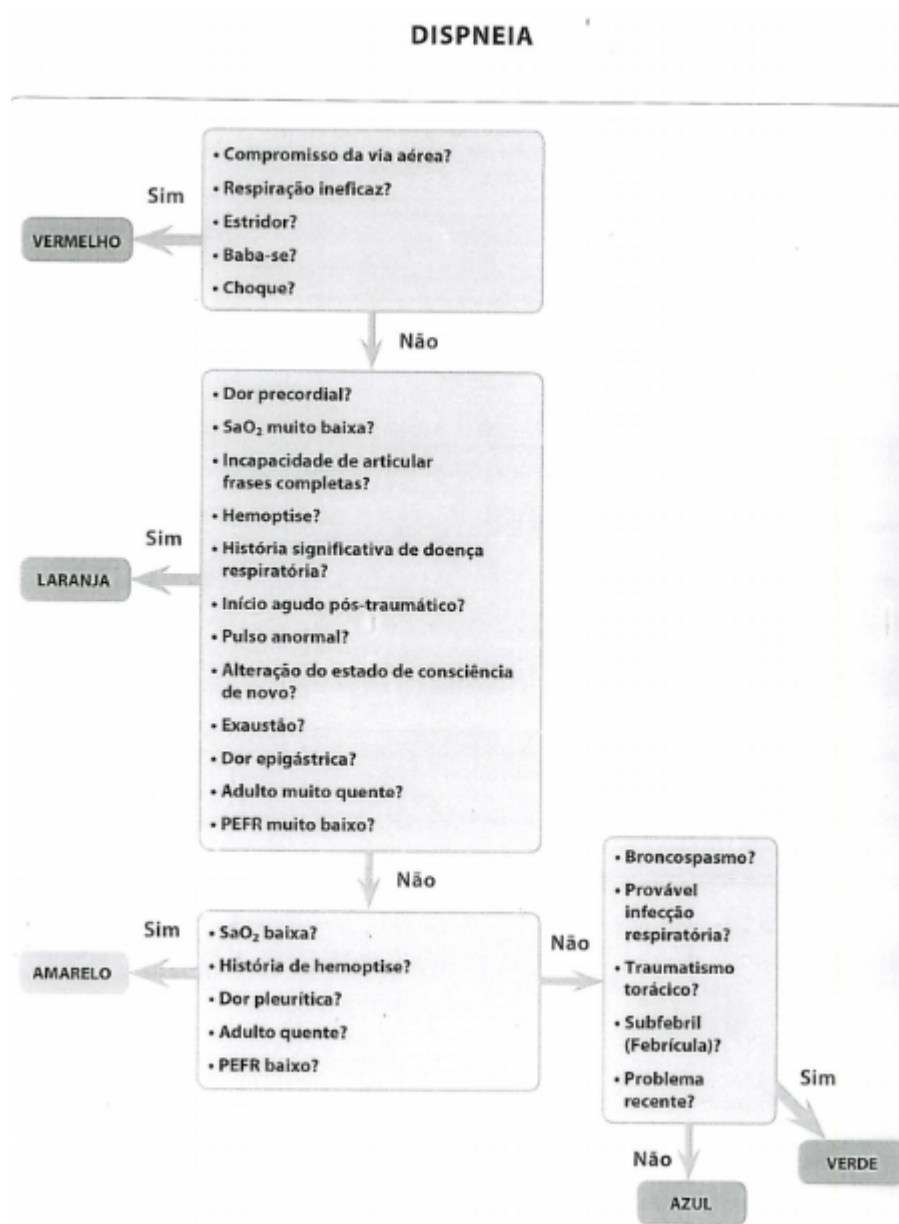 DISPNEIA
• Compromisso da via aérea?
• Respiração ineficaz?
• Estridor?
• Baba-se?
• Choque?
Sim
VERMELHO
Não
• Dor precordial?
• SaO₂ muito baixa?
• Incapacidade de articular
frases completas?
• Hemoptise?
• História significativa de doença
respiratória?
• Início agudo pós-traumático?
• Pulso anormal?
• Alteração do estado de consciência
de novo?
• Exaustão?
• Dor epigástrica?
• Adulto muito quente?
• PEFR muito baixo?
Sim
LARANJA
Não
• SaO₂ baixa?
• História de hemoptise?
• Dor pleurítica?
• Adulto quente?
• PEFR baixo?
Sim
AMARELO
Não
• Broncospasmo?
• Provável
infecção
respiratória?
• Traumatismo
torácico?
• Subfebril
(Febrícula)?
• Problema
recente?
Sim
VERDE
Não
AZUL